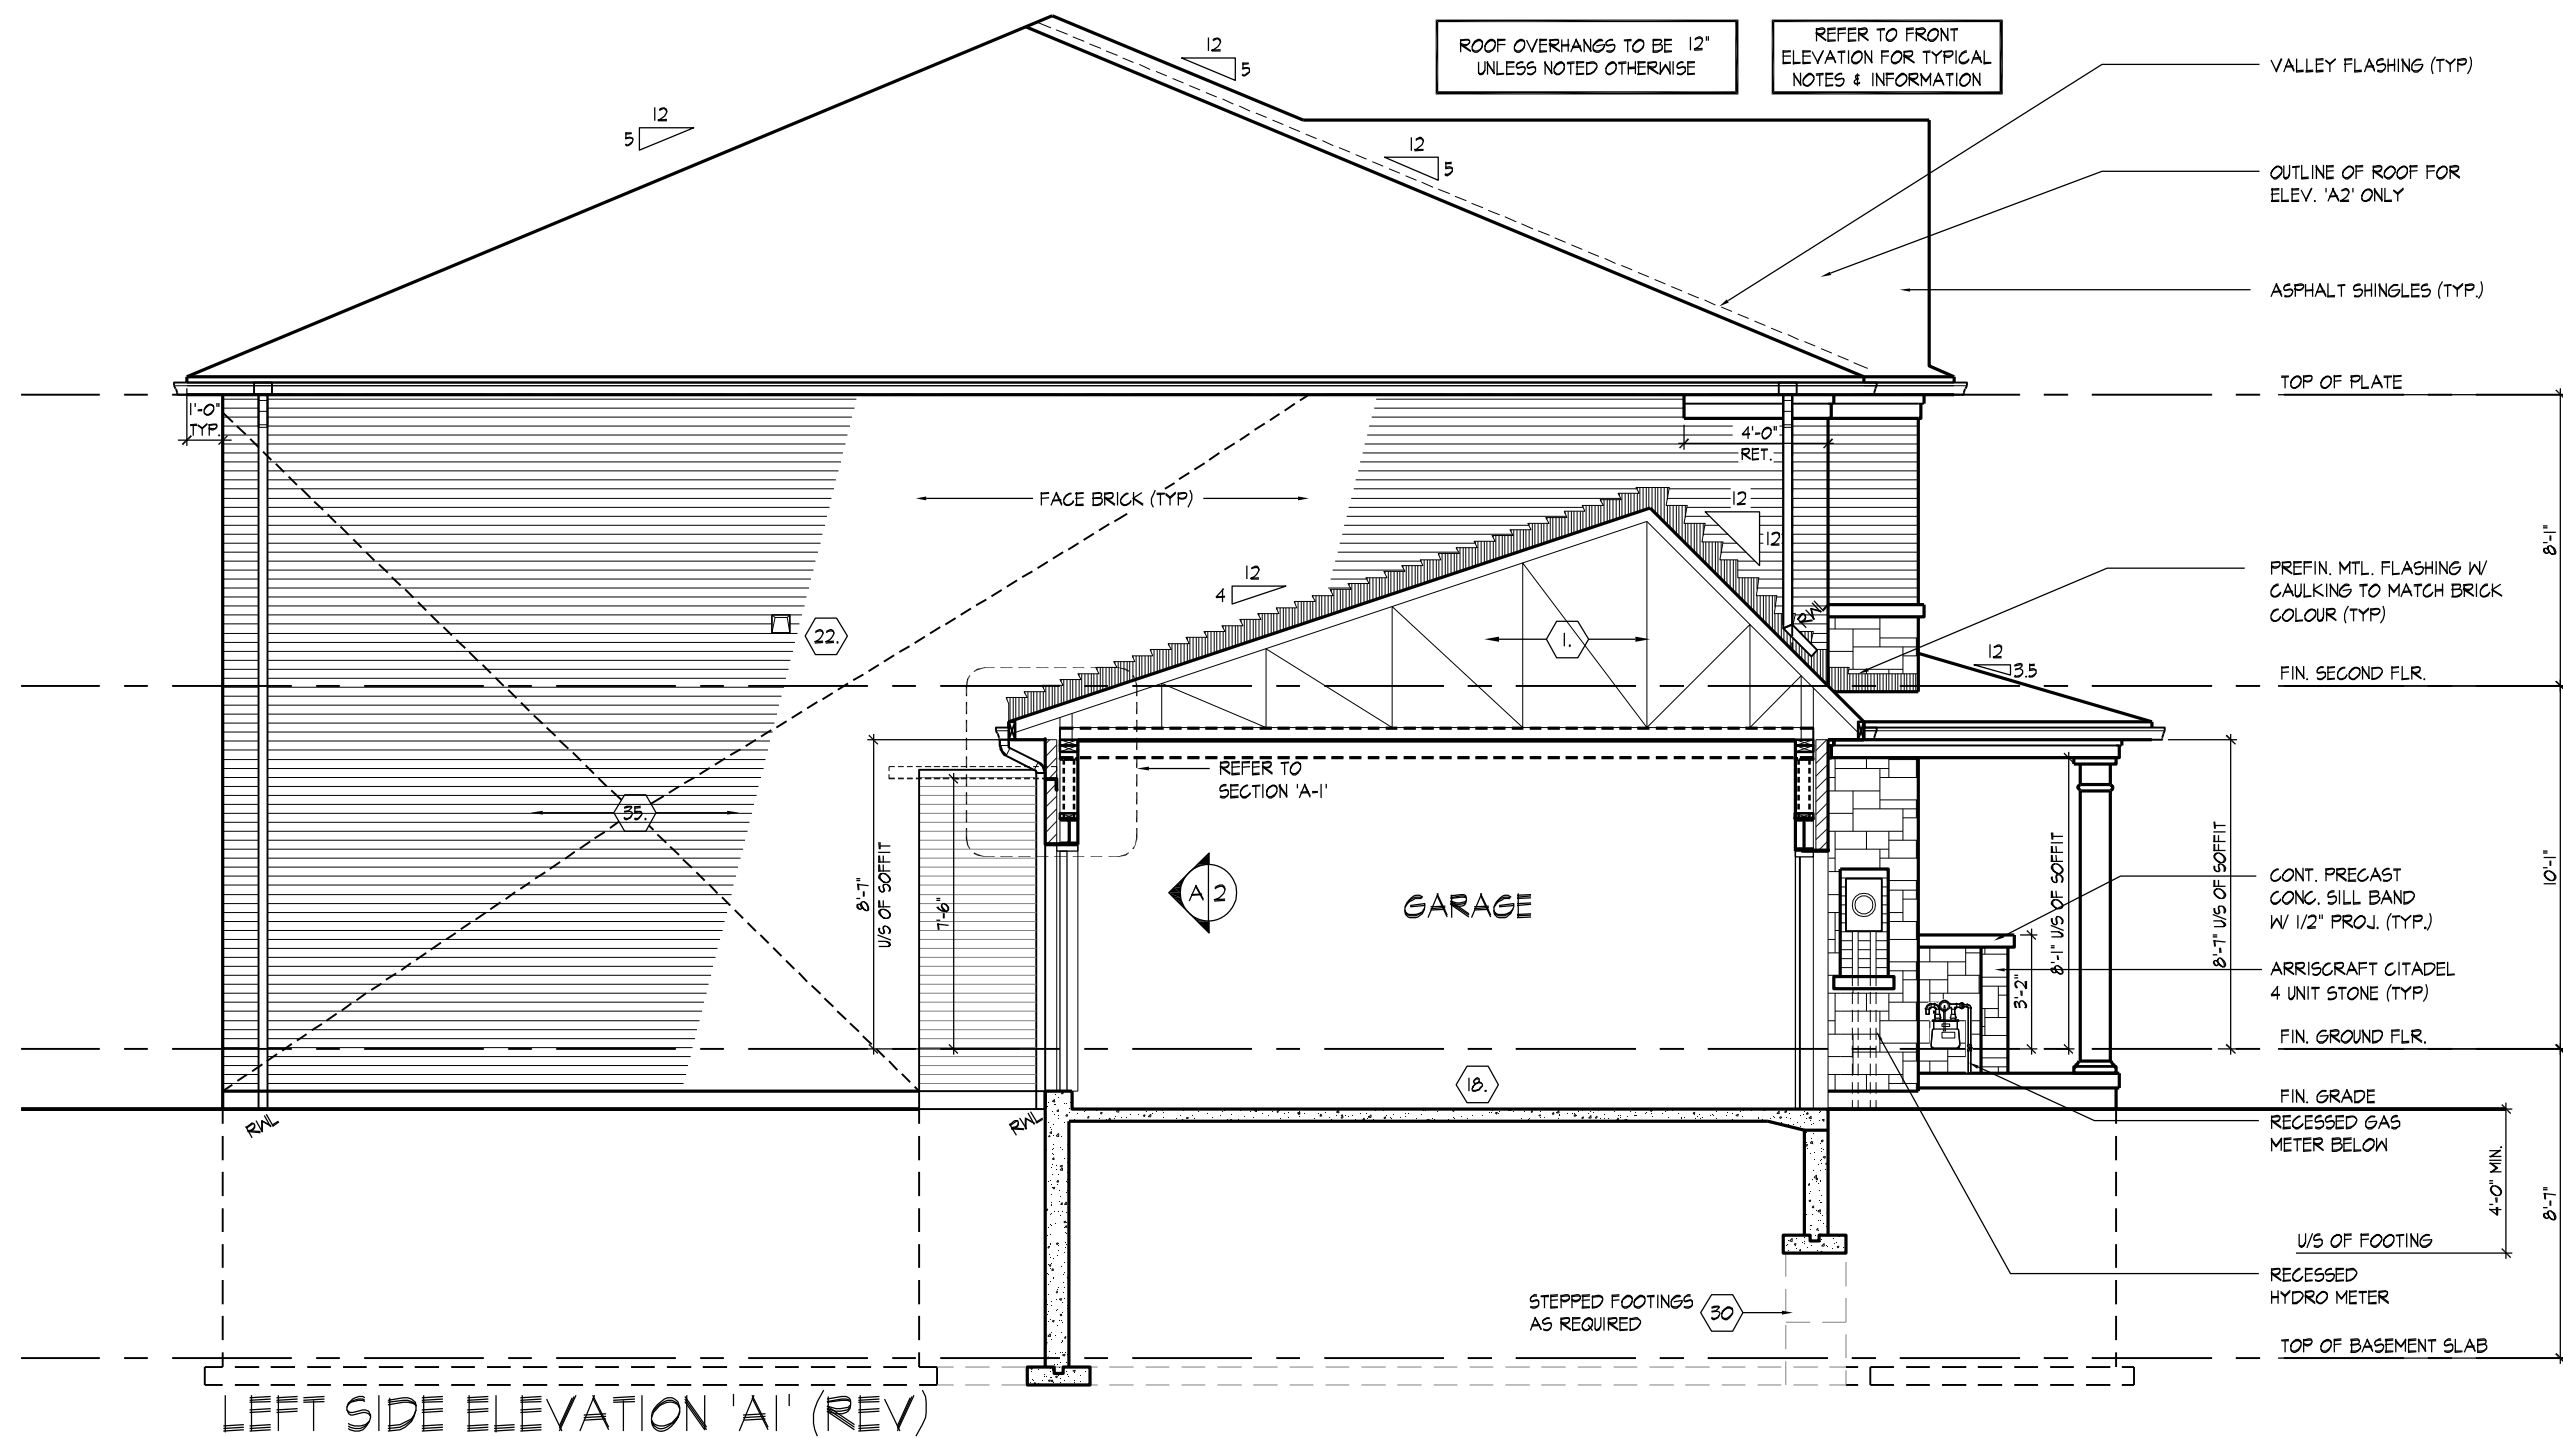 12
5
12
5
12
5
ROOF OVERHANGS TO BE 12"
UNLESS NOTED OTHERWISE
REFER TO FRONT
ELEVATION FOR TYPICAL
NOTES & INFORMATION
VALLEY FLASHING (TYP)
OUTLINE OF ROOF FOR
ELEV. 'A2' ONLY
ASPHALT SHINGLES (TYP.)
TOP OF PLATE
1'-0"
TYP.
4'-0"
RET.
FACE BRICK (TYP)
12
12
8'-1"
12
4
PREFIN. MTL. FLASHING W/
CAULKING TO MATCH BRICK
COLOUR (TYP)
RWL
22.
1.
12
3.5
FIN. SECOND FLR.
REFER TO
SECTION 'A-1'
35.
8'-7"
U/S OF SOFFIT
7'-6"
A 2
GARAGE
8'-1" U/S OF SOFFIT
8'-7" U/S OF SOFFIT
10'-1"
CONT. PRECAST
CONC. SILL BAND
W/ 1/2" PROJ. (TYP.)
3'-2"
ARRISCRAFT CITADEL
4 UNIT STONE (TYP)
FIN. GROUND FLR.
18.
FIN. GRADE
RWL
RWL
RECESSED GAS
METER BELOW
4'-0" MIN.
8'-7"
U/S OF FOOTING
RECESSED
HYDRO METER
STEPPED FOOTINGS
AS REQUIRED
30
TOP OF BASEMENT SLAB
LEFT SIDE ELEVATION 'A1' (REV)